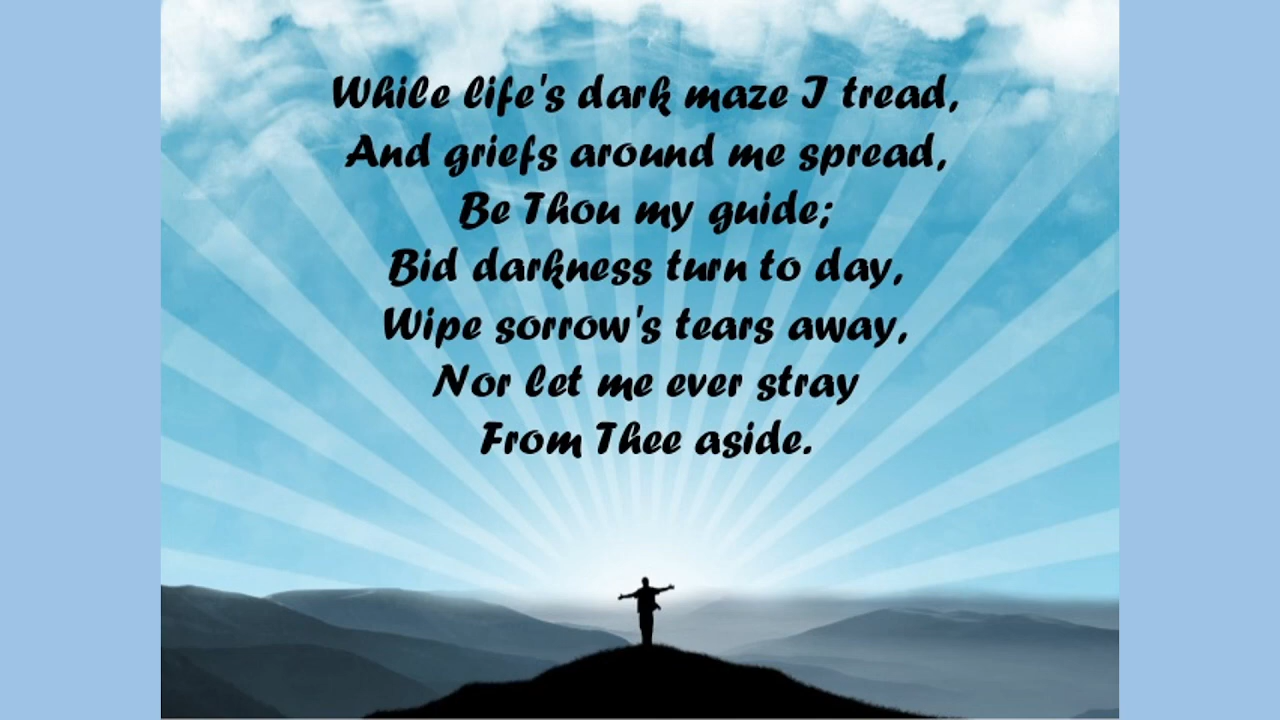 While life's dark maze I tread,
And griefs around me spread,
Be Thou my guide;
Bid darkness turn to day,
Wipe sorrow's tears away,
Nor let me ever stray
From Thee aside.